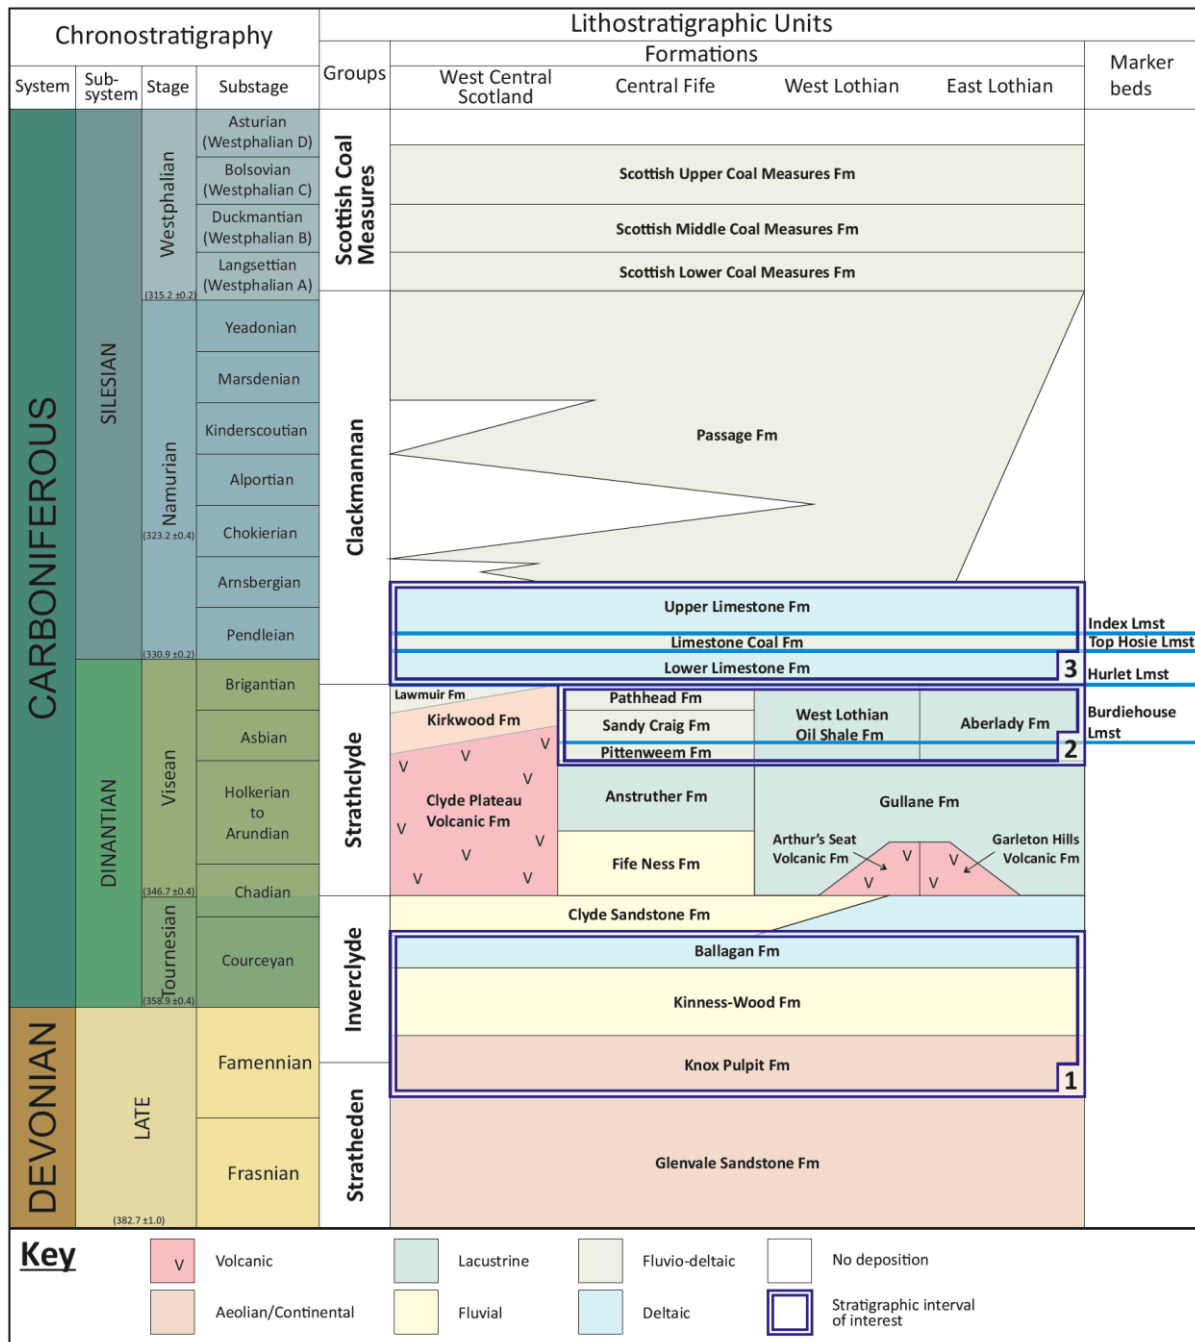 Chronostratigraphy
Lithostratigraphic Units
Formations
System
Sub-
system
Stage
Substage
Groups
West Central
Scotland
Central Fife
West Lothian
East Lothian
Marker
beds
CARBONIFEROUS
DEVONIAN
SILESIAN
DINANTIAN
LATE
(382.7 ±1.0)
Westphalian
(315.2 ±0.2)
Namurian
(323.2 ±0.4)
(330.9 ±0.2)
Visean
(346.7 ±0.4)
Tournesian
(358.9 ±0.4)
Asturian
(Westphalian D)
Bolsovian
(Westphalian C)
Duckmantian
(Westphalian B)
Langsettian
(Westphalian A)
Yeadonian
Marsdenian
Kinderscoutian
Alportian
Chokierian
Arnsbergian
Pendleian
Brigantian
Asbian
Holkerian
to
Arundian
Chadian
Courceyan
Famennian
Frasnian
Scottish Coal
Measures
Clackmannan
Strathclyde
Inverclyde
Stratheden
Scottish Upper Coal Measures Fm
Scottish Middle Coal Measures Fm
Scottish Lower Coal Measures Fm
Passage Fm
Upper Limestone Fm
Limestone Coal Fm
Lower Limestone Fm
3
Index Lmst
Top Hosie Lmst
Hurlet Lmst
Burdiehouse
Lmst
Lawmuir Fm
Kirkwood Fm
V V V V V V V V
Clyde Plateau
Volcanic Fm
Pathhead Fm
Sandy Craig Fm
Pittenweem Fm
West Lothian
Oil Shale Fm
Aberlady Fm
2
Anstruther Fm
Fife Ness Fm
Gullane Fm
Arthur's Seat
Volcanic Fm
Garleton Hills
Volcanic Fm
V V
V V
Clyde Sandstone Fm
Ballagan Fm
Kinness-Wood Fm
Knox Pulpit Fm
1
Glenvale Sandstone Fm
Key
V
Volcanic
Lacustrine
Fluvio-deltaic
No deposition
Aeolian/Continental
Fluvial
Deltaic
Stratigraphic interval
of interest